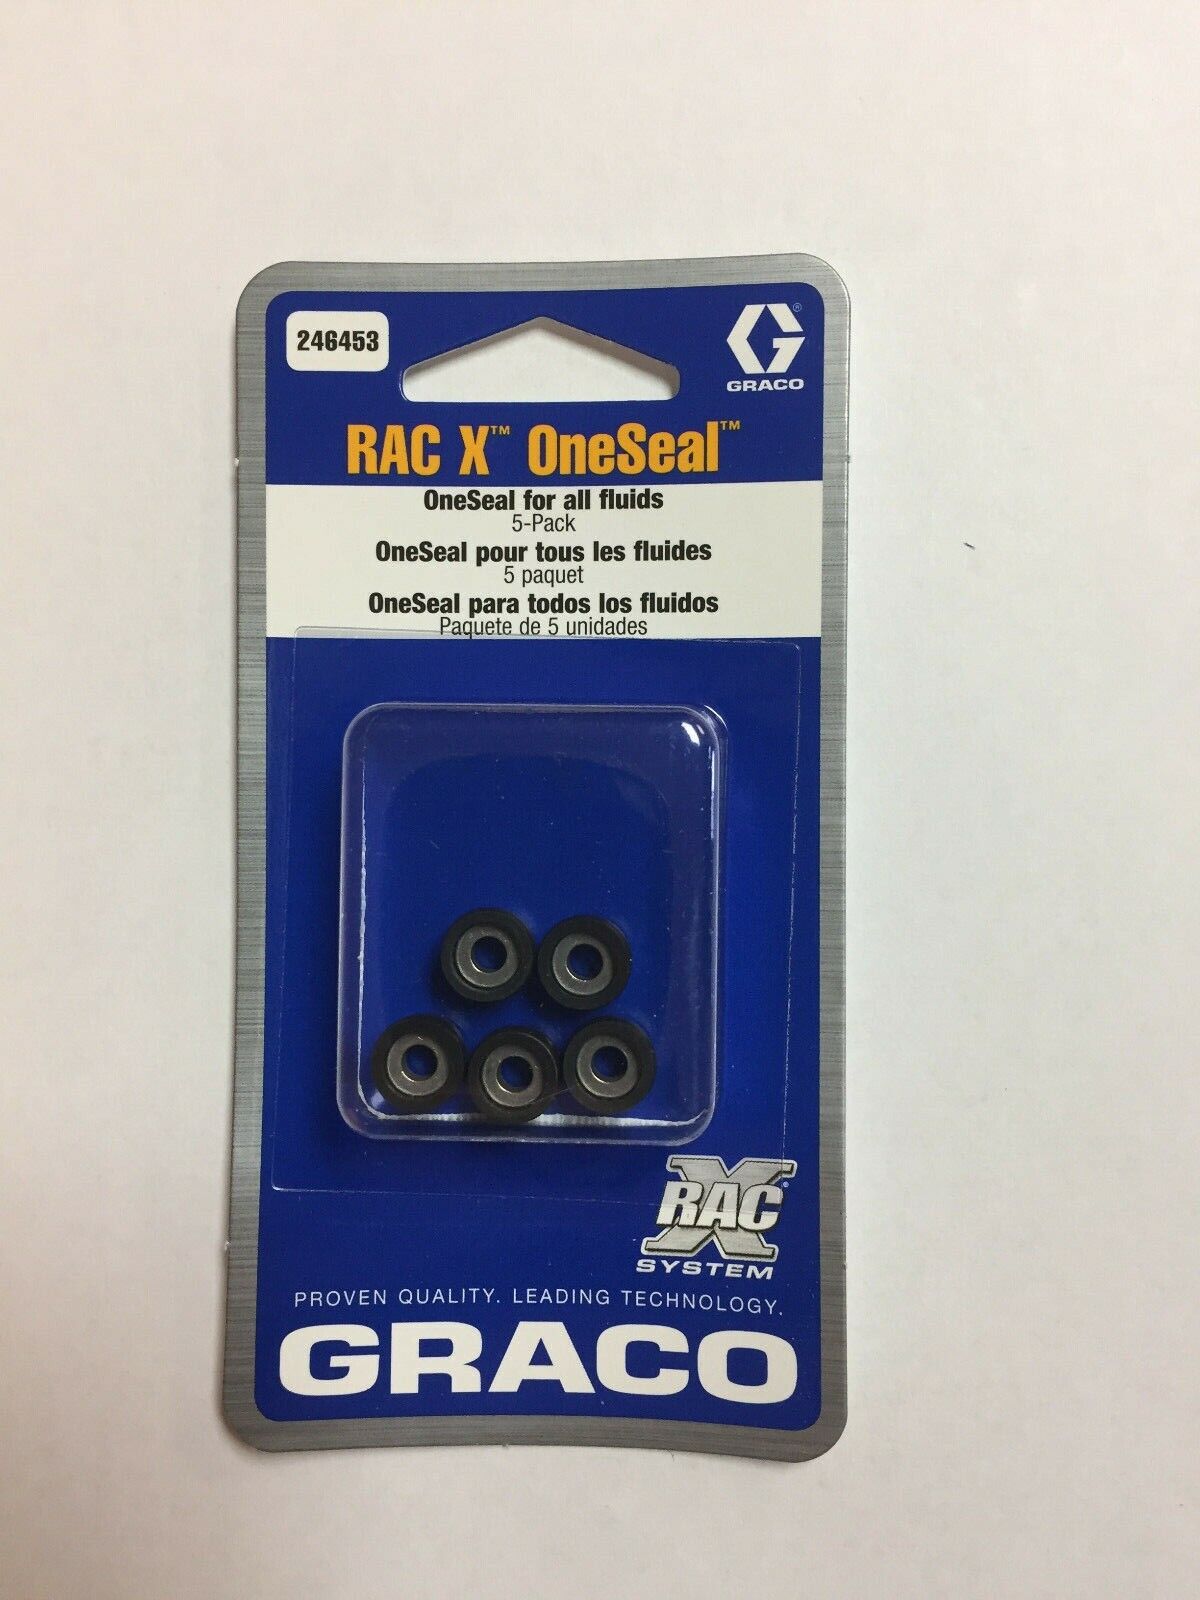 246453
G®
GRACO
RAC X™ OneSeal™
OneSeal for all fluids
5-Pack
OneSeal pour tous les fluides
5 paquet
OneSeal para todos los fluidos
Paquete de 5 unidades
X
RAC®
SYSTEM
PROVEN QUALITY. LEADING TECHNOLOGY.
GRACO